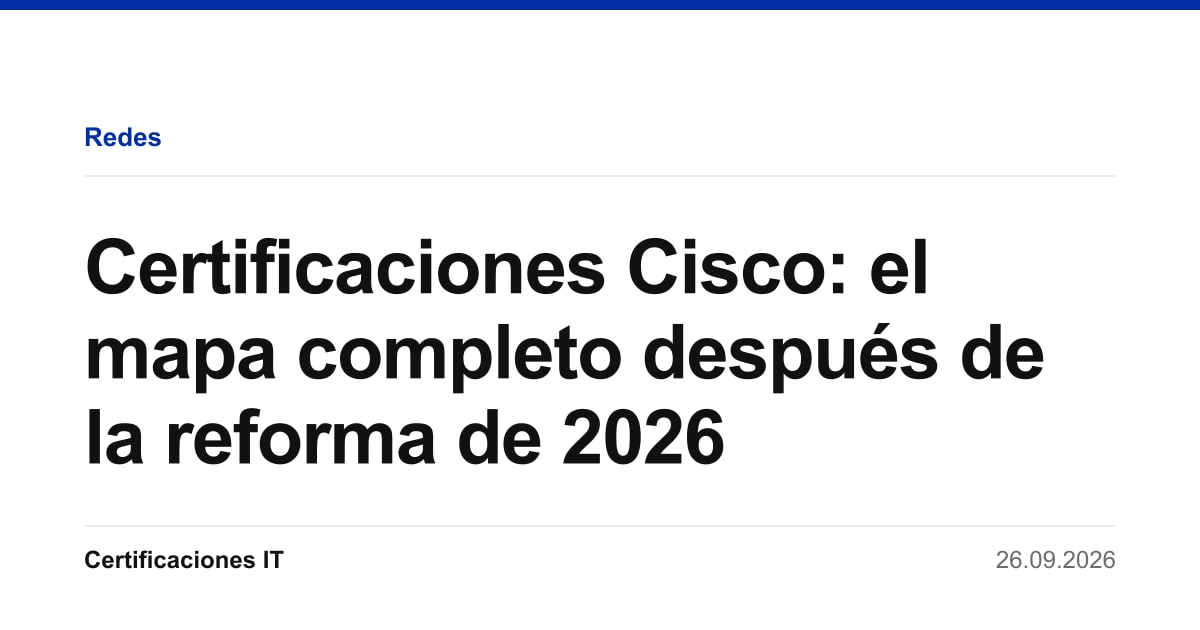 Redes
Certificaciones Cisco: el
mapa completo después de
la reforma de 2026
Certificaciones IT
26.09.2026